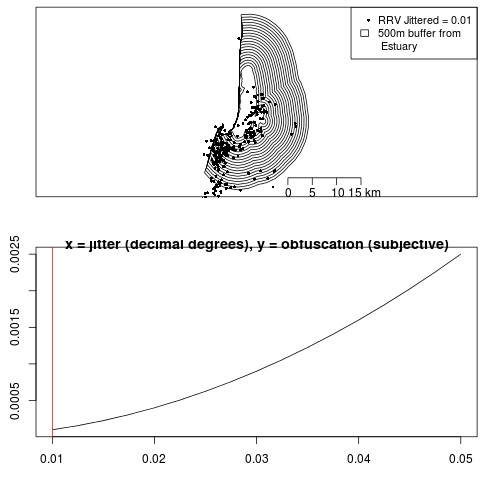 RRV Jittered = 0.01
500m buffer from
Estuary
0 5 10 15 km
x = jitter (decimal degrees), y = obfuscation (subjective)
0.0025
0.0015
0.0005
0.01 0.02 0.03 0.04 0.05